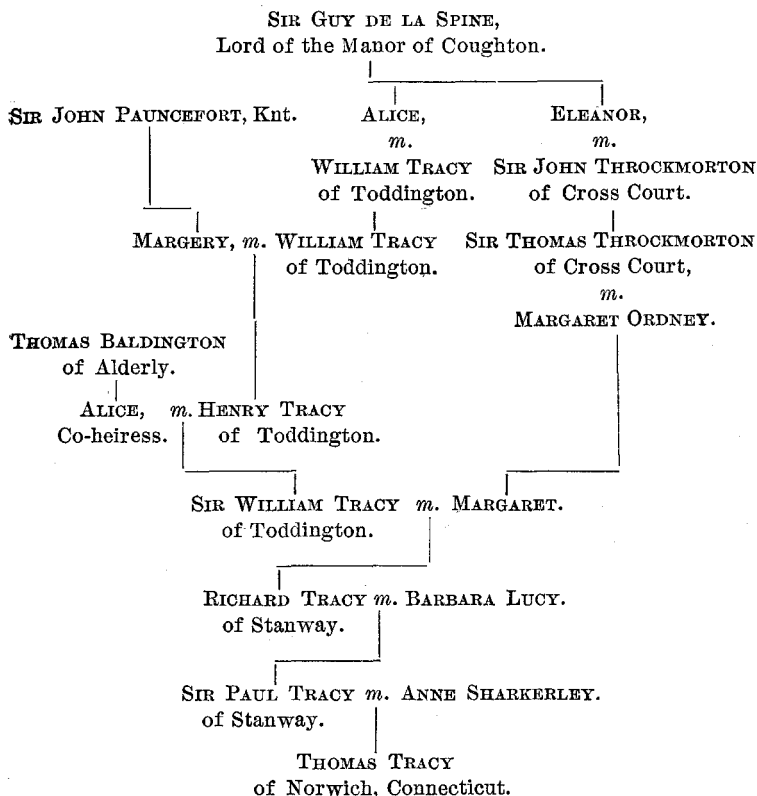 SIR GUY DE LA SPINE,
Lord of the Manor of Coughton.
SIR JOHN PAUNCEFORT, Knt. ALICE, ELEANOR,
m. m.
WILLIAM TRACY SIR JOHN THROCKMORTON
of Toddington. of Cross Court.
MARGERY, m. WILLIAM TRACY SIR THOMAS THROCKMORTON
of Toddington. of Cross Court,
m.
MARGARET ORDNEY.
THOMAS BALDINGTON
of Alderly.
ALICE, m. HENRY TRACY
Co-heiress. of Toddington.
SIR WILLIAM TRACY m. MARGARET.
of Toddington.
RICHARD TRACY m. BARBARA LUCY.
of Stanway.
SIR PAUL TRACY m. ANNE SHARKERLEY.
of Stanway.
THOMAS TRACY
of Norwich, Connecticut.